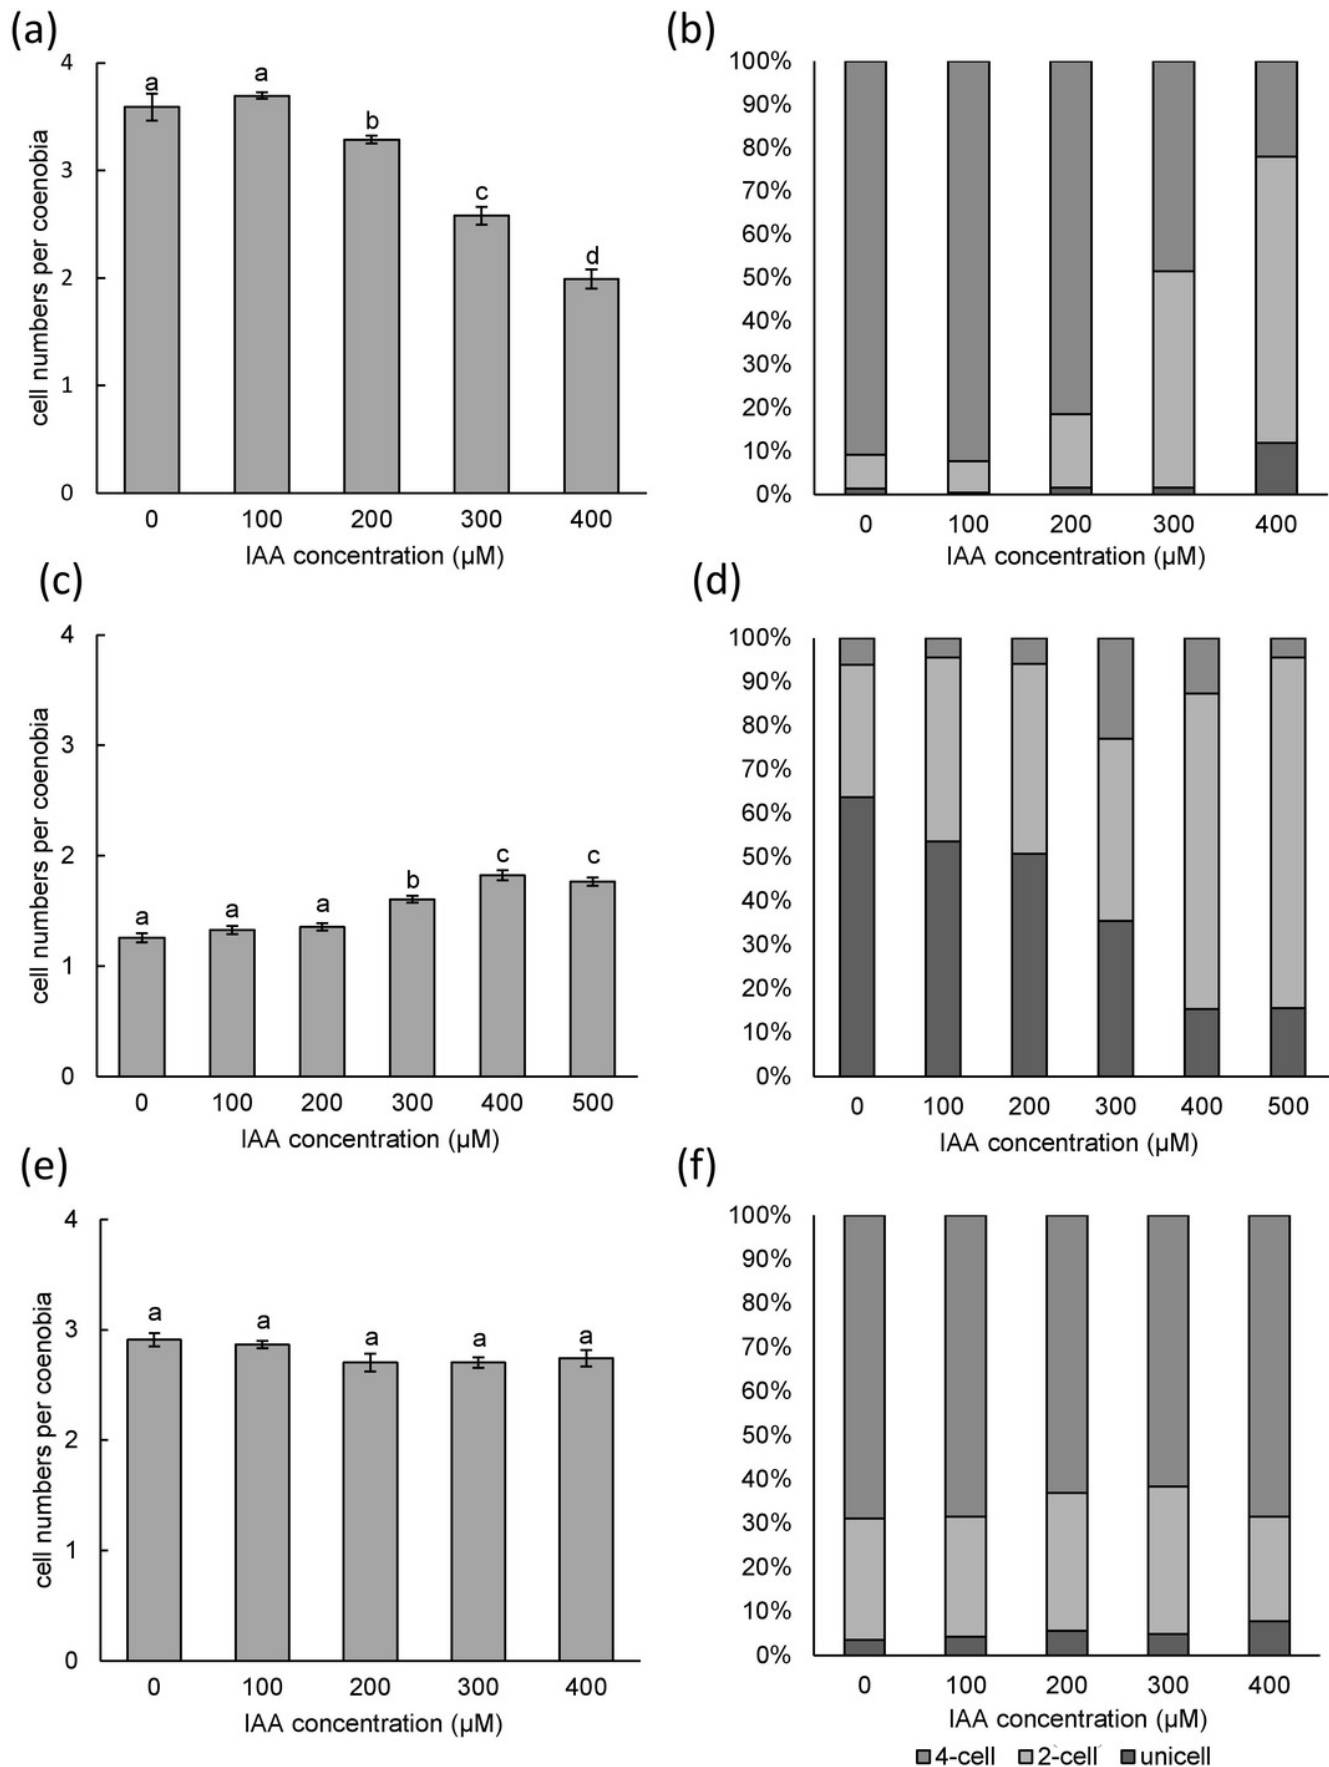 (a)
4
3
2
1
0
cell numbers per coenobia
a
a
b
c
d
0 100 200 300 400
IAA concentration (µM)
(b)
100%
90%
80%
70%
60%
50%
40%
30%
20%
10%
0%
0 100 200 300 400
IAA concentration (µM)
(c)
4
3
2
1
0
cell numbers per coenobia
a
a
a
b
c
c
0 100 200 300 400 500
IAA concentration (µM)
(d)
100%
90%
80%
70%
60%
50%
40%
30%
20%
10%
0%
0 100 200 300 400 500
IAA concentration (µM)
(e)
4
3
2
1
0
cell numbers per coenobia
a
a
a
a
a
0 100 200 300 400
IAA concentration (µM)
(f)
100%
90%
80%
70%
60%
50%
40%
30%
20%
10%
0%
0 100 200 300 400
IAA concentration (µM)
4-cell 2-cell unicell